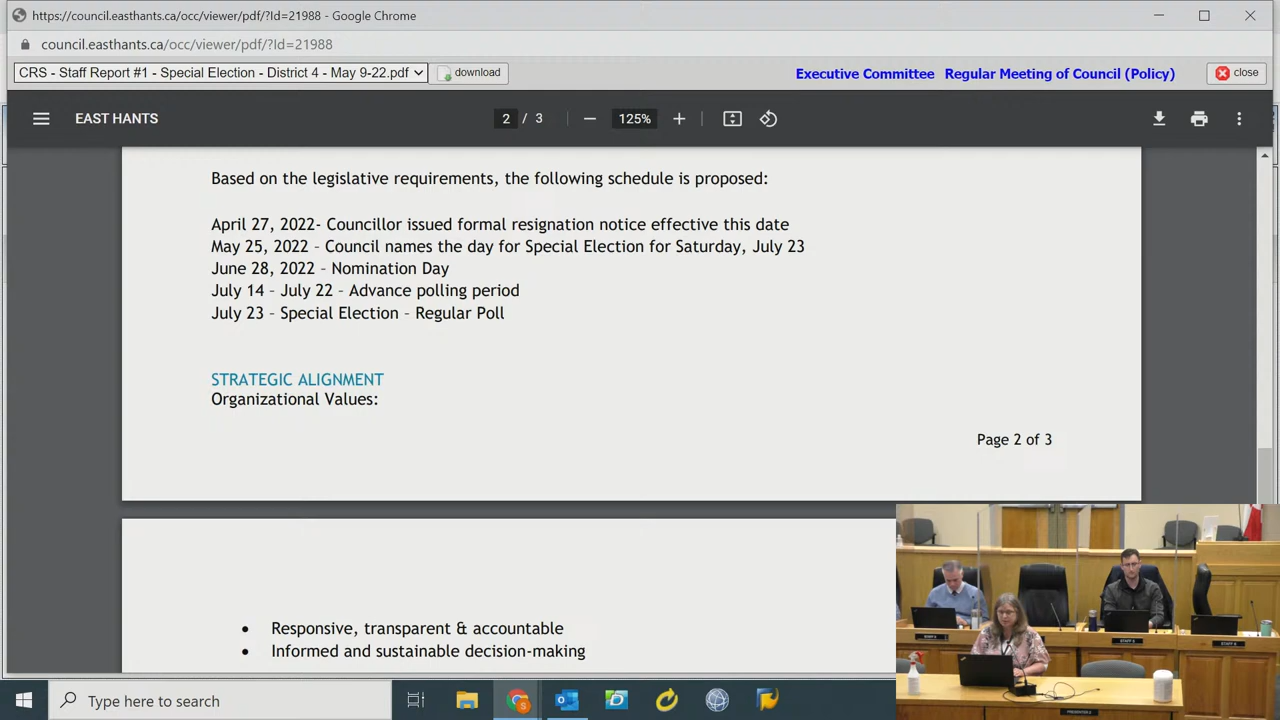 https://council.easthants.ca/occ/viewer/pdf/?Id=21988 - Google Chrome
council.easthants.ca/occ/viewer/pdf/?Id=21988
CRS - Staff Report #1 - Special Election - District 4 - May 9-22.pdf download Executive Committee Regular Meeting of Council (Policy) close
EAST HANTS 2 / 3 125%
Based on the legislative requirements, the following schedule is proposed:
April 27, 2022- Councillor issued formal resignation notice effective this date
May 25, 2022 – Council names the day for Special Election for Saturday, July 23
June 28, 2022 – Nomination Day
July 14 – July 22 – Advance polling period
July 23 – Special Election – Regular Poll
STRATEGIC ALIGNMENT
Organizational Values:
Page 2 of 3
• Responsive, transparent & accountable
• Informed and sustainable decision-making
Type here to search